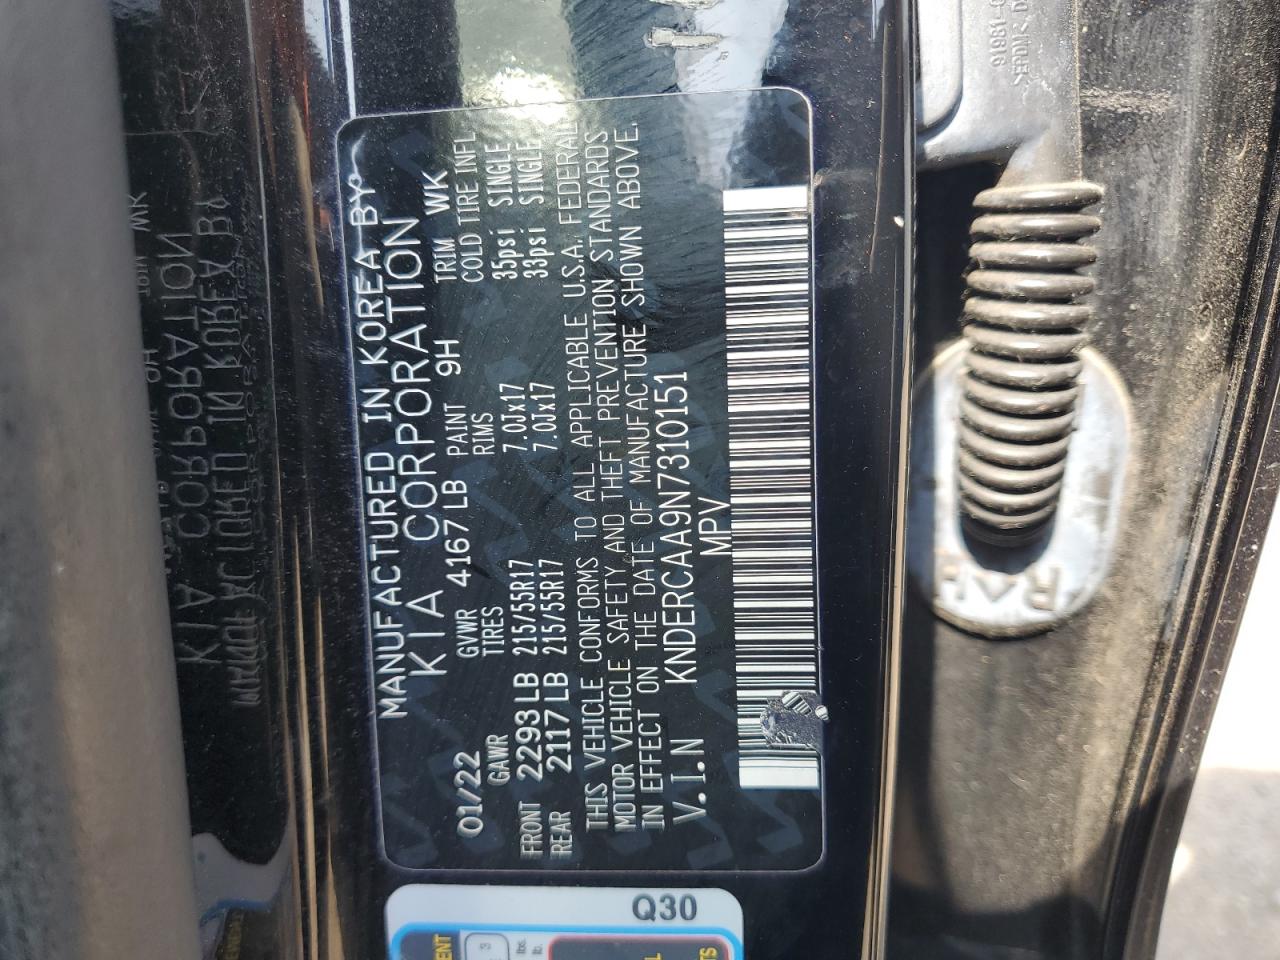 MANUFACTURED IN KOREA BY
KIA CORPORATION
01/22 GVWR 4167 LB PAINT 9H TRIM WK
GAWR TIRES RIMS COLD TIRE INFL
FRONT 2293 LB 215/55R17 7.0Jx17 35psi SINGLE
REAR 2117 LB 215/55R17 7.0Jx17 33psi SINGLE
THIS VEHICLE CONFORMS TO ALL APPLICABLE U.S.A. FEDERAL
MOTOR VEHICLE SAFETY AND THEFT PREVENTION STANDARDS
IN EFFECT ON THE DATE OF MANUFACTURE SHOWN ABOVE.
V.I.N KNDERCAA9N7310151
MPV
Q30